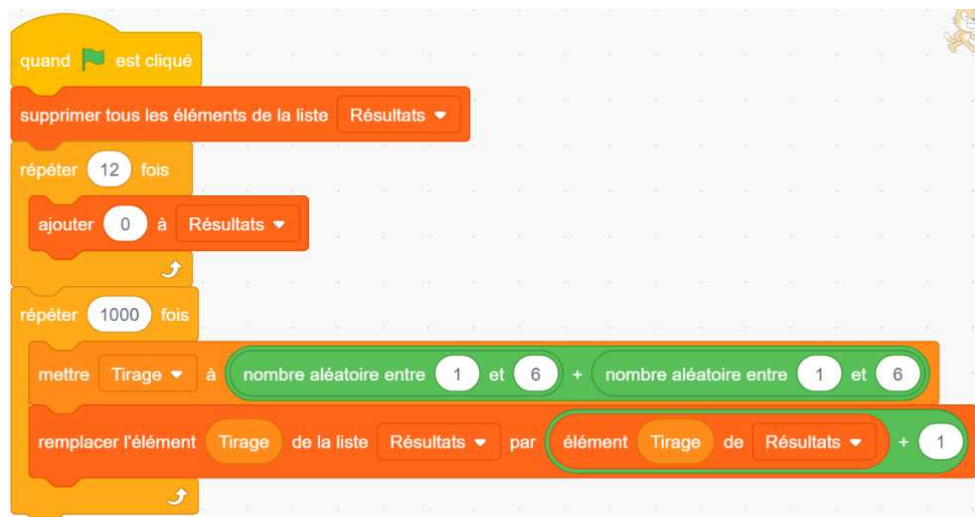 quand est cliqué
supprimer tous les éléments de la liste Résultats
répéter 12 fois
ajouter 0 à Résultats
répéter 1000 fois
mettre Tirage à nombre aléatoire entre 1 et 6 + nombre aléatoire entre 1 et 6
remplacer l'élément Tirage de la liste Résultats par élément Tirage de Résultats + 1